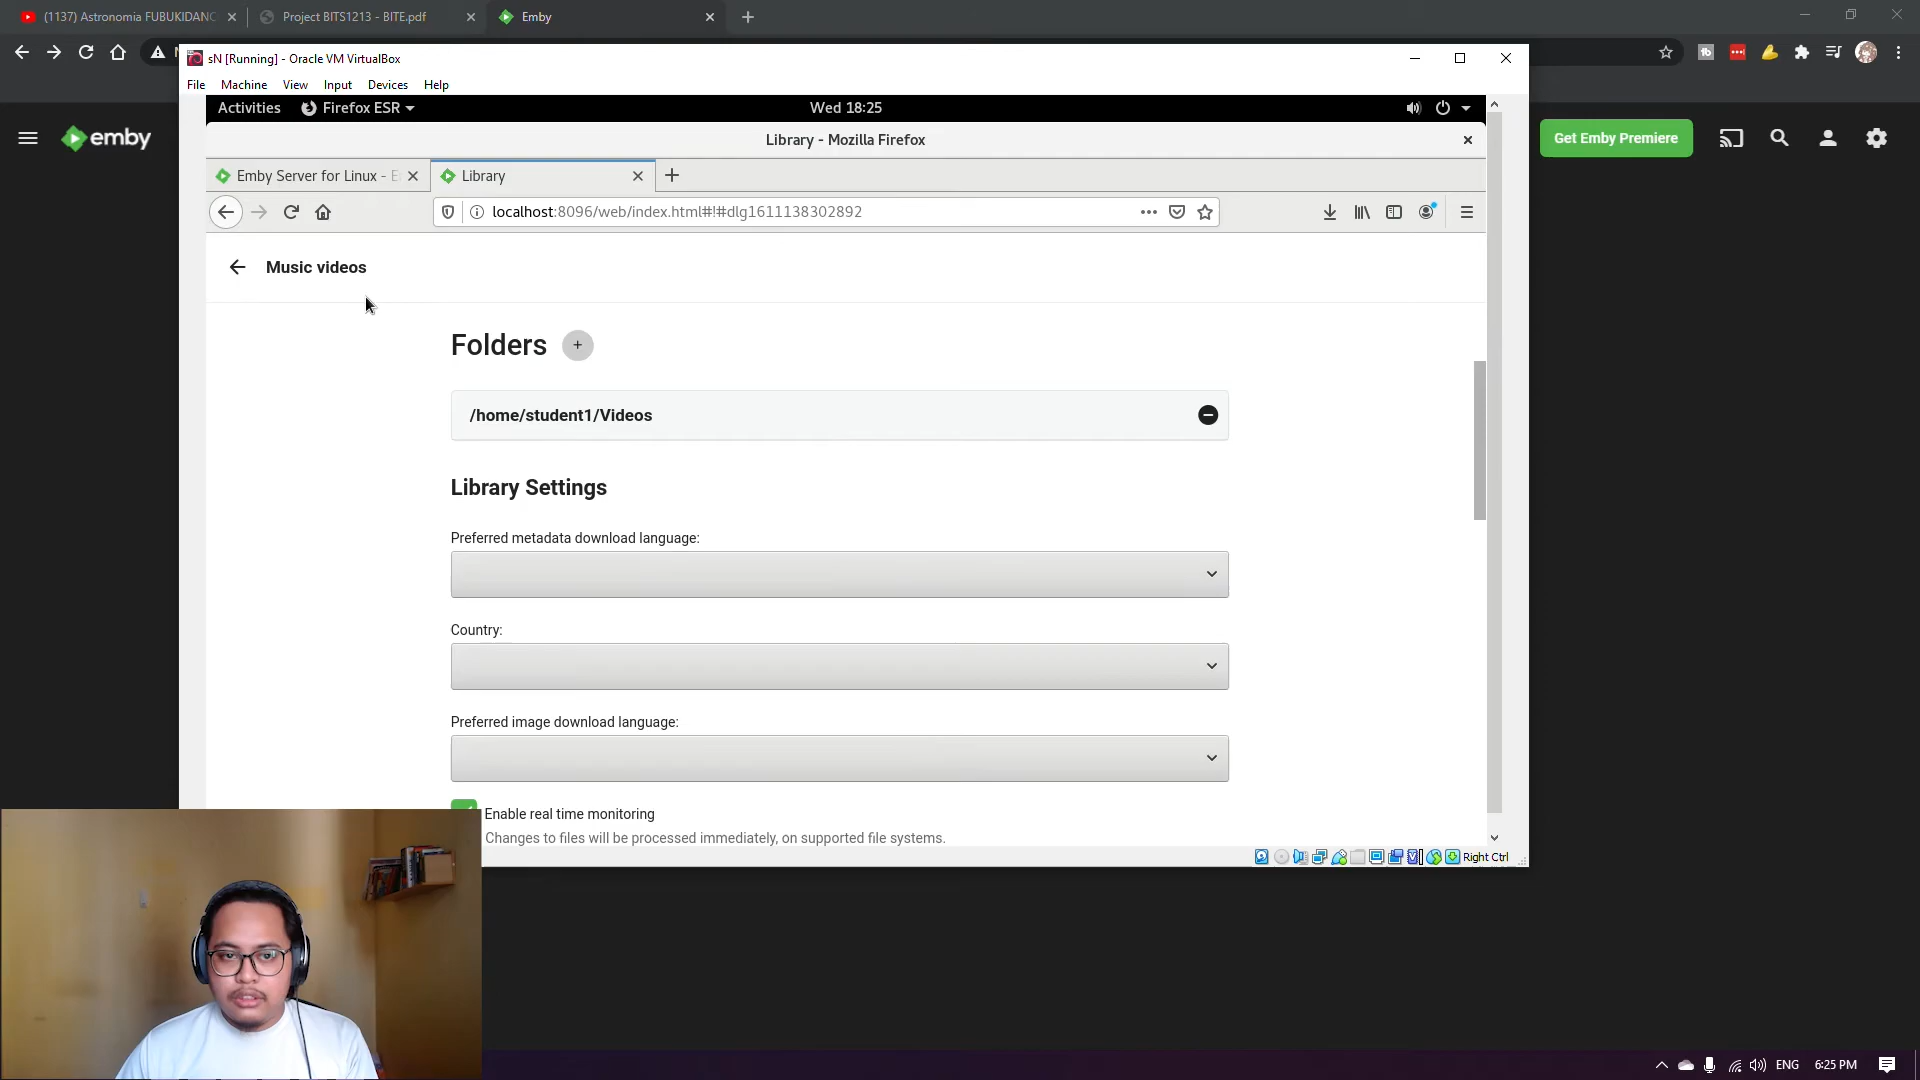 (1137) Astronomia FUBUKIDANC
Project BITS1213 - BITE.pdf
Emby
sN [Running] - Oracle VM VirtualBox
File Machine View Input Devices Help
Activities Firefox ESR Wed 18:25
emby
Get Emby Premiere
Library - Mozilla Firefox
Emby Server for Linux - E
Library
localhost:8096/web/index.html#!#dlg1611138302892
Music videos
Folders +
/home/student1/Videos
Library Settings
Preferred metadata download language:
Country:
Preferred image download language:
Enable real time monitoring
Changes to files will be processed immediately, on supported file systems.
Right Ctrl
ENG 6:25 PM